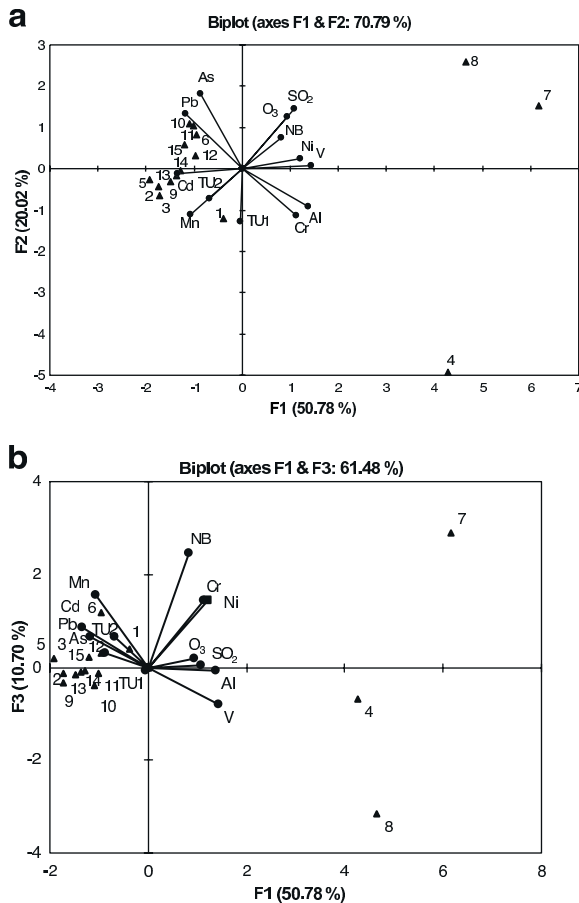 a
Biplot (axes F1 & F2: 70.79 %)
3
2
1
0
-1
-2
-3
-4
-5
F2 (20.02 %)
As
Pb
10
11
6
15
12
14
13
Cd
TU2
5
2
9
3
Mn
1
TU1
SO2
O3
NB
Ni
V
Al
Cr
8
7
4
-4 -3 -2 -1 0 1 2 3 4 5 6 7
F1 (50.78 %)
b
Biplot (axes F1 & F3: 61.48 %)
4
2
0
-2
-4
F3 (10.70 %)
NB
Mn
Cd
6
Cr
Ni
Pb
TU2
1
As
3
5
12
15
O3
SO2
2
13
14
11
TU1
Al
9
10
V
7
4
8
-2 0 2 4 6 8
F1 (50.78 %)